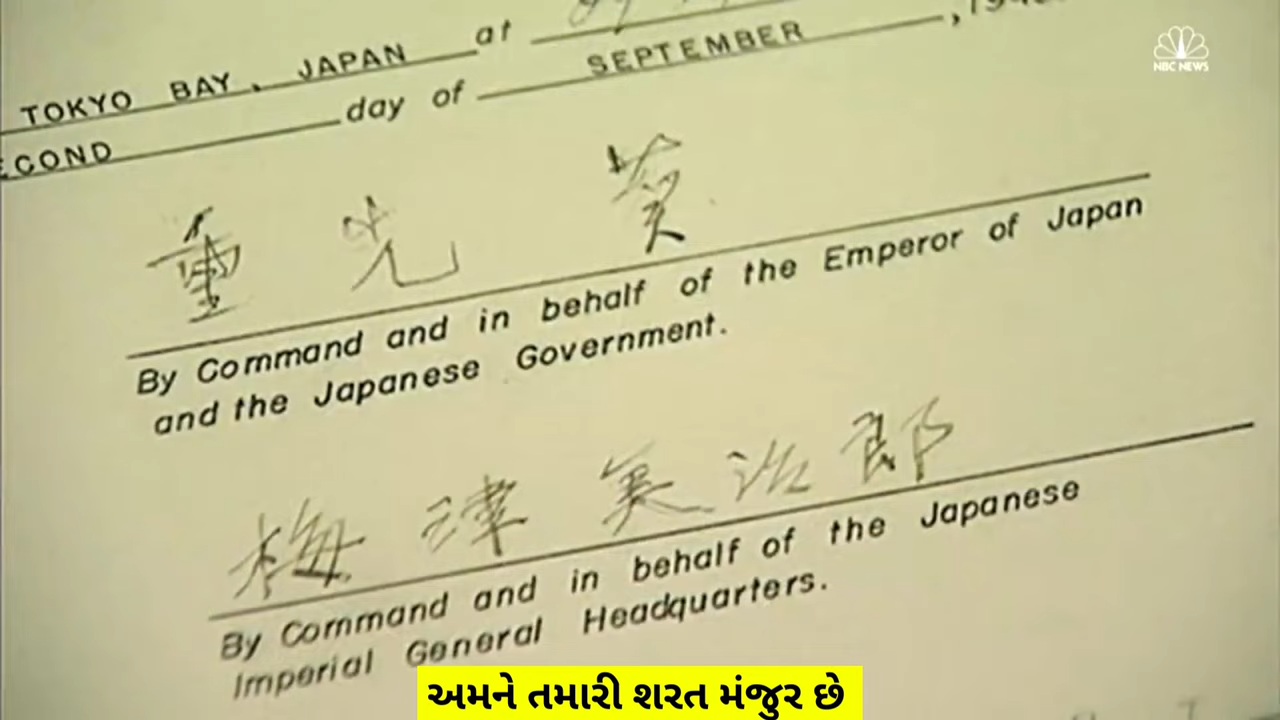 TOKYO BAY, JAPAN at
SEPTEMBER
day of
重 光 葵
By Command and in behalf of the Emperor of Japan
and the Japanese Government.
梅 津 美 治 郎
By Command and in behalf of the Japanese
Imperial General Headquarters.
NBC NEWS
અમને તમારી શરત મંજુર છે